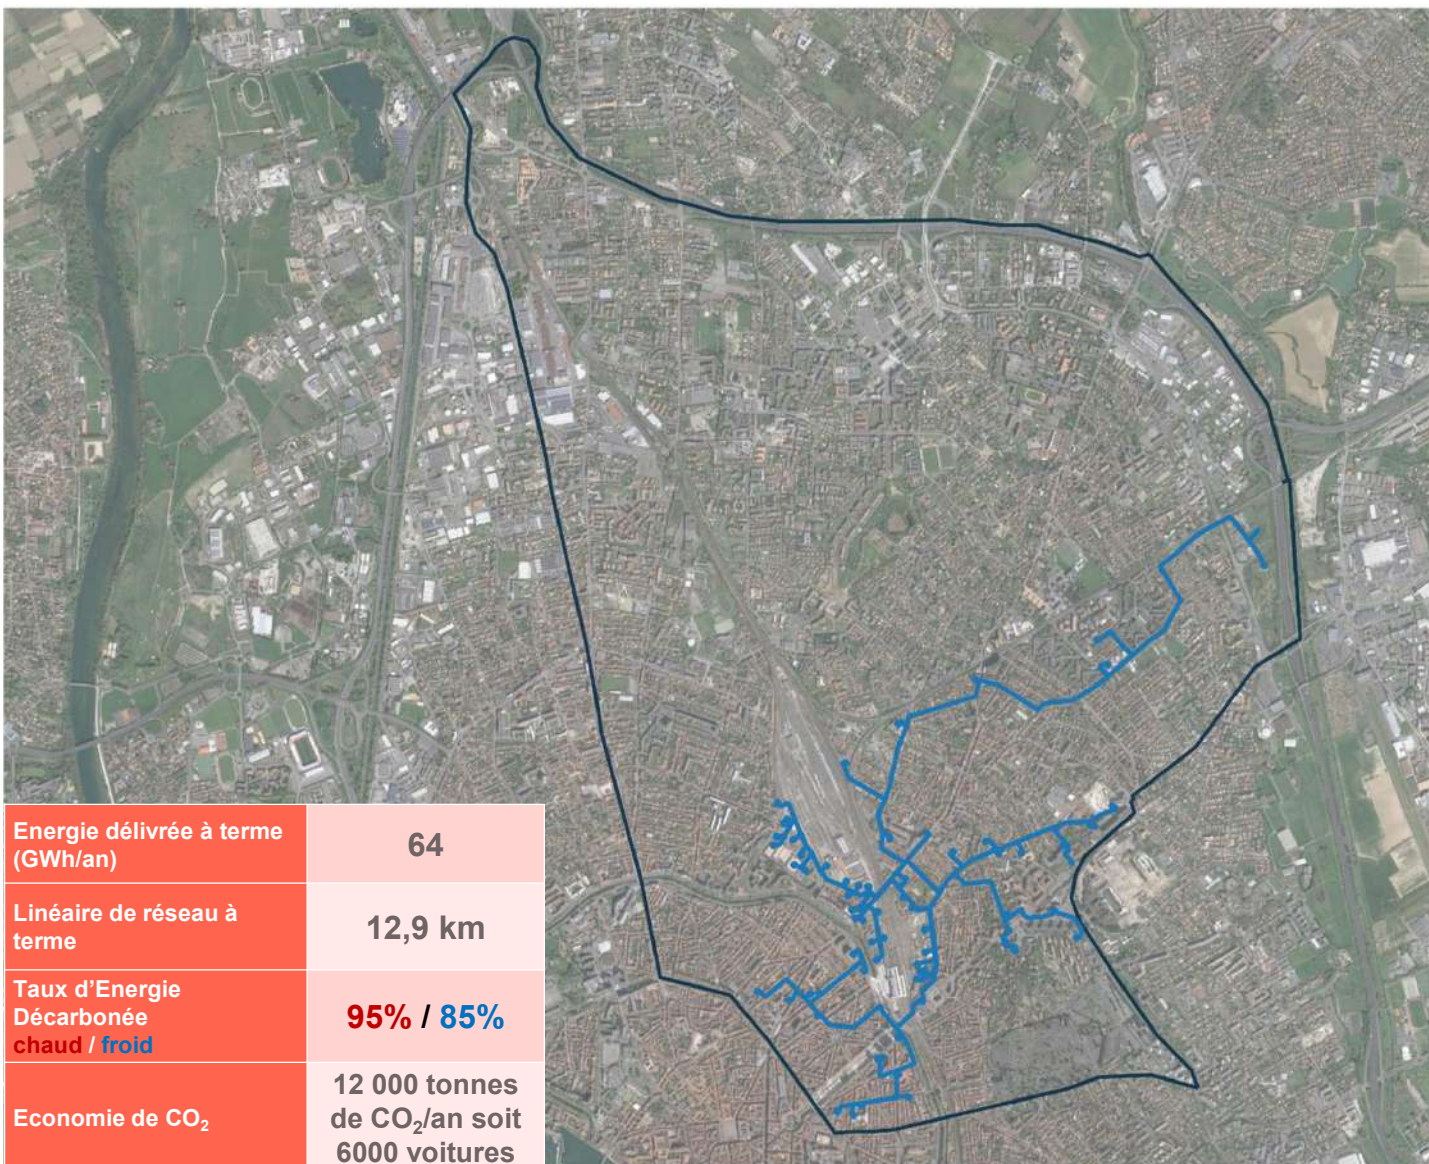 Energie délivrée à terme
(GWh/an)
64
Linéaire de réseau à
terme
12,9 km
Taux d’Energie
Décarbonée
chaud / froid
95% / 85%
Economie de CO₂
12 000 tonnes
de CO₂/an soit
6000 voitures